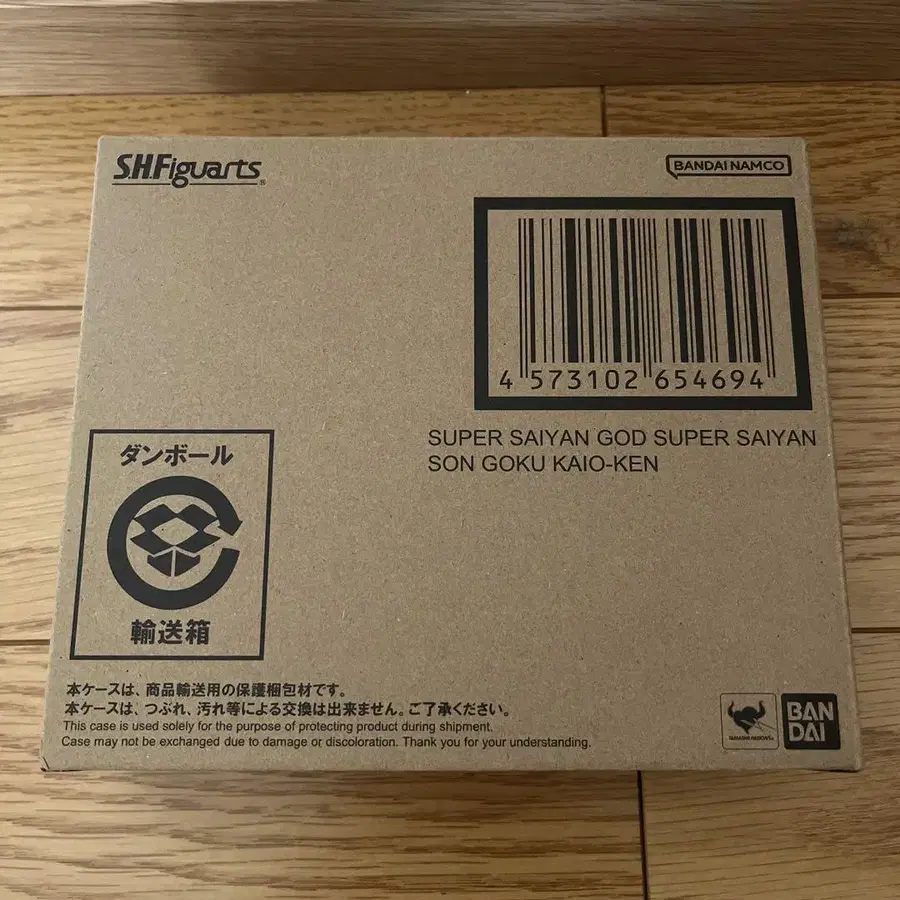 S.H.Figuarts
BANDAI NAMCO
4 573102 654694
SUPER SAIYAN GOD SUPER SAIYAN
SON GOKU KAIO-KEN
ダンボール
輸送箱
本ケースは、商品輸送用の保護梱包材です。
本ケースは、つぶれ、汚れ等による交換は出来ません。ご了承ください。
This case is used solely for the purpose of protecting product during shipment.
Case may not be exchanged due to damage or discoloration. Thank you for your understanding.
BAN
DAI